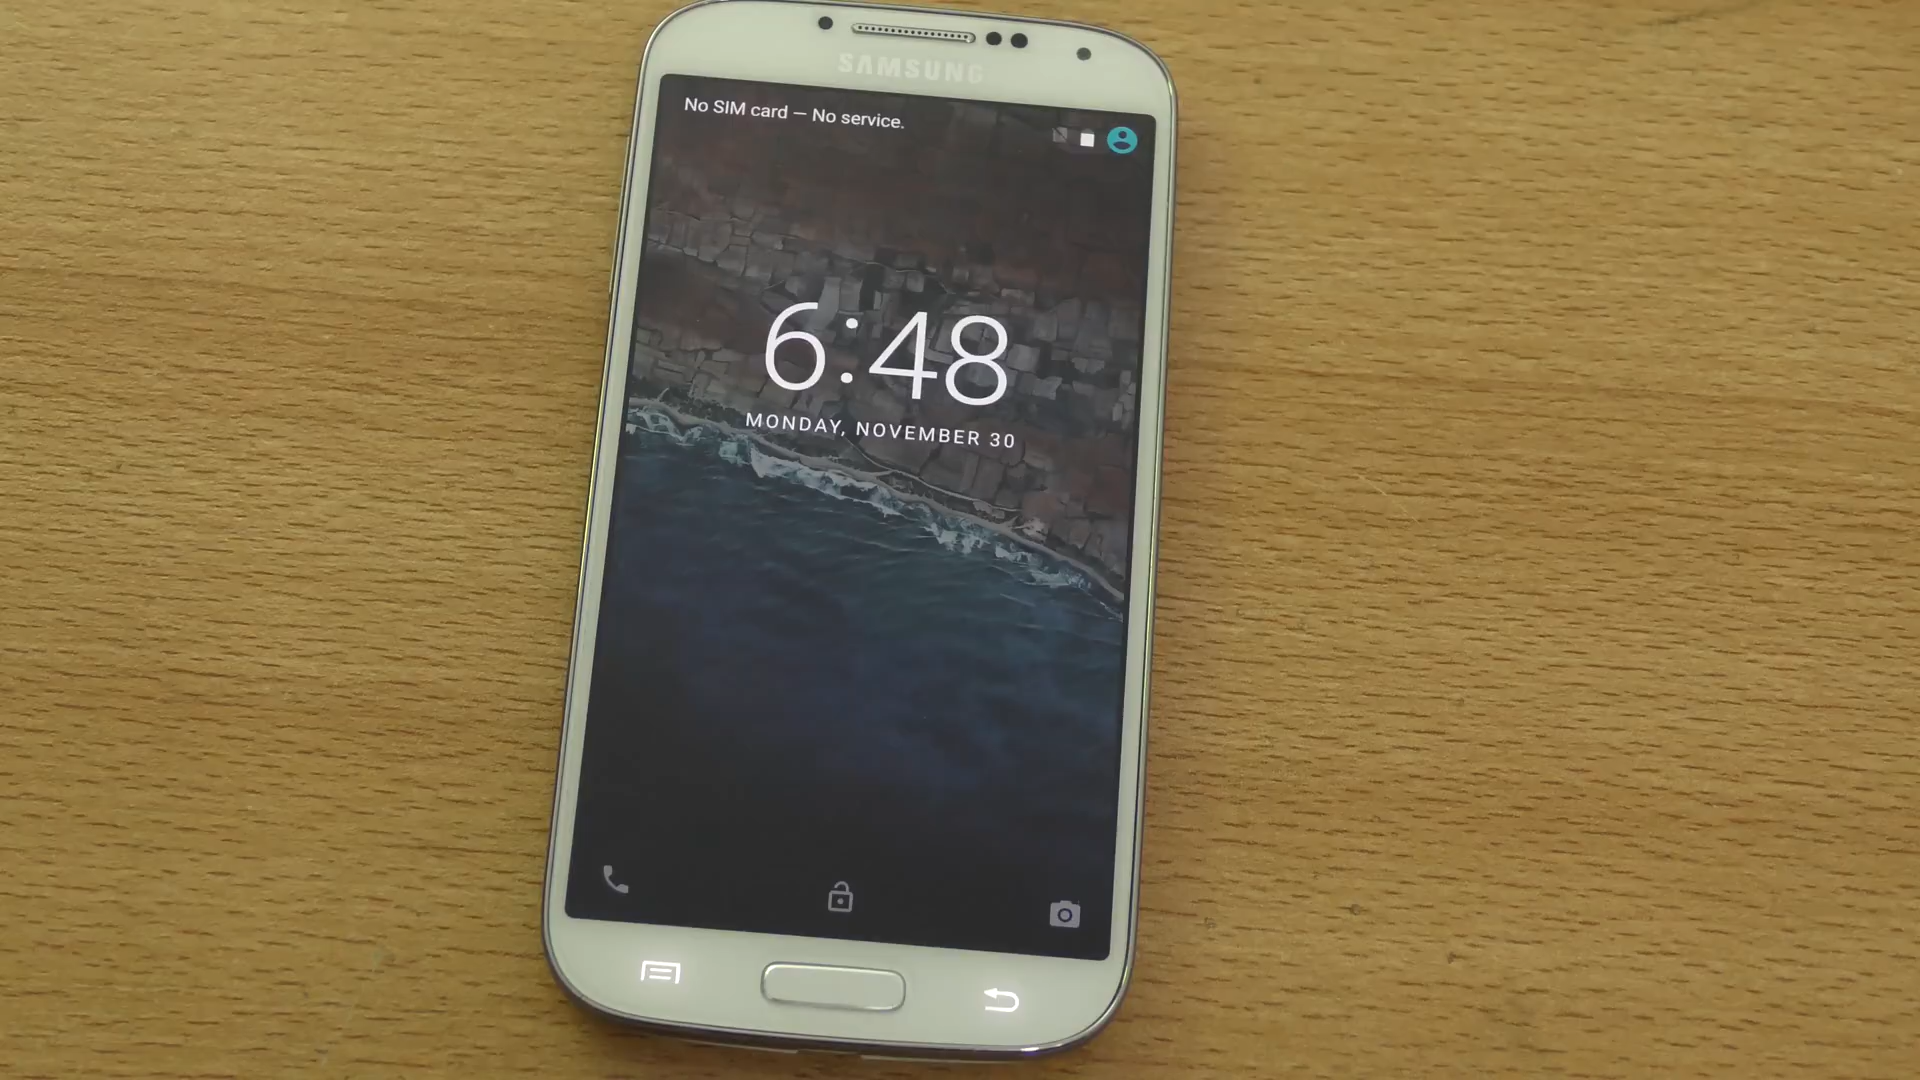 SAMSUNG
No SIM card — No service.
6:48
MONDAY, NOVEMBER 30